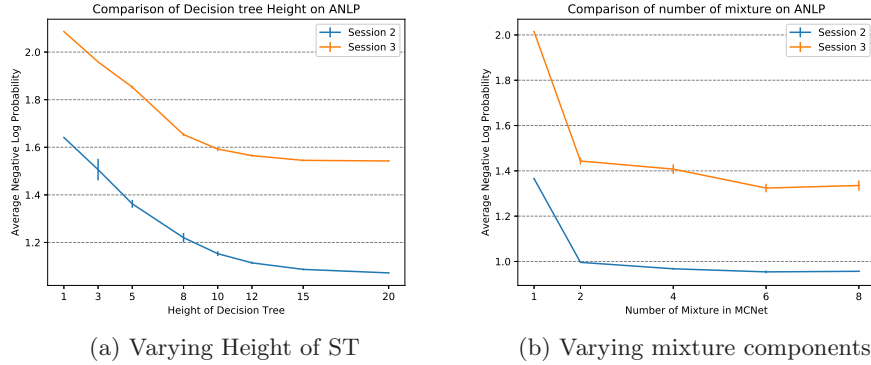 Comparison of Decision tree Height on ANLP
Session 2
Session 3
2.0
1.8
1.6
1.4
1.2
Average Negative Log Probability
1
3
5
8
10
12
15
20
Height of Decision Tree
(a) Varying Height of ST
Comparison of number of mixture on ANLP
Session 2
Session 3
2.0
1.8
1.6
1.4
1.2
1.0
Average Negative Log Probability
1
2
4
6
8
Number of Mixture in MCNet
(b) Varying mixture components